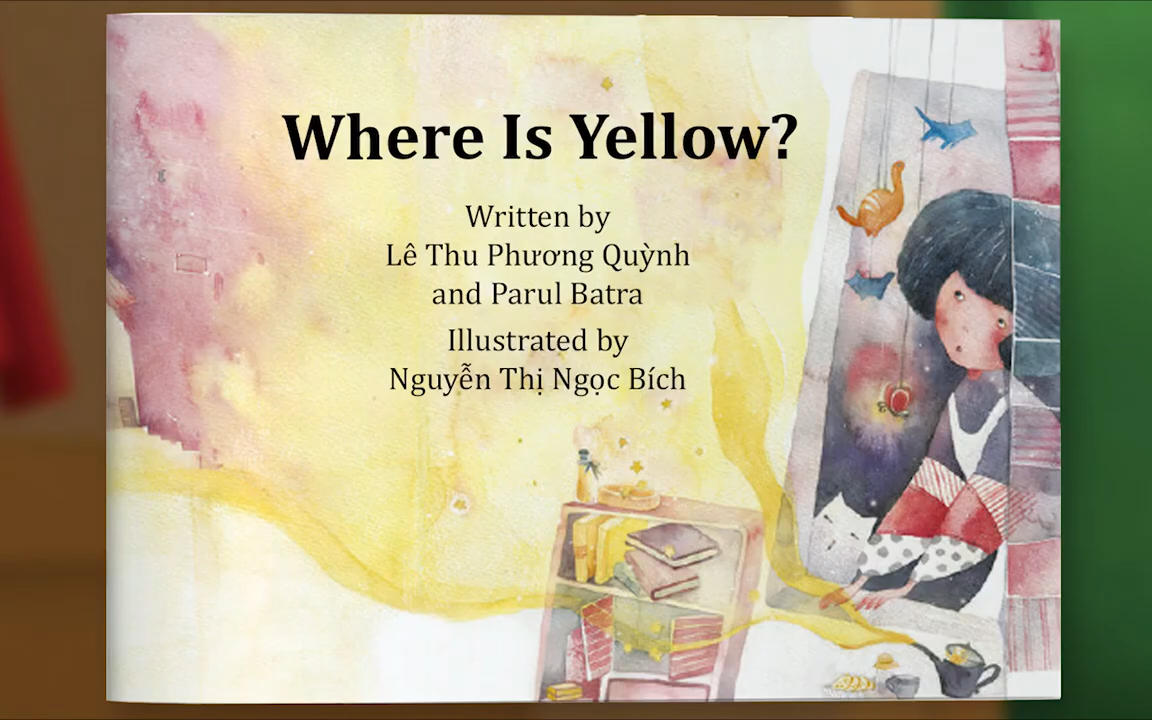 Where Is Yellow?
Written by
Lê Thu Phương Quỳnh
and Parul Batra
Illustrated by
Nguyễn Thị Ngọc Bích